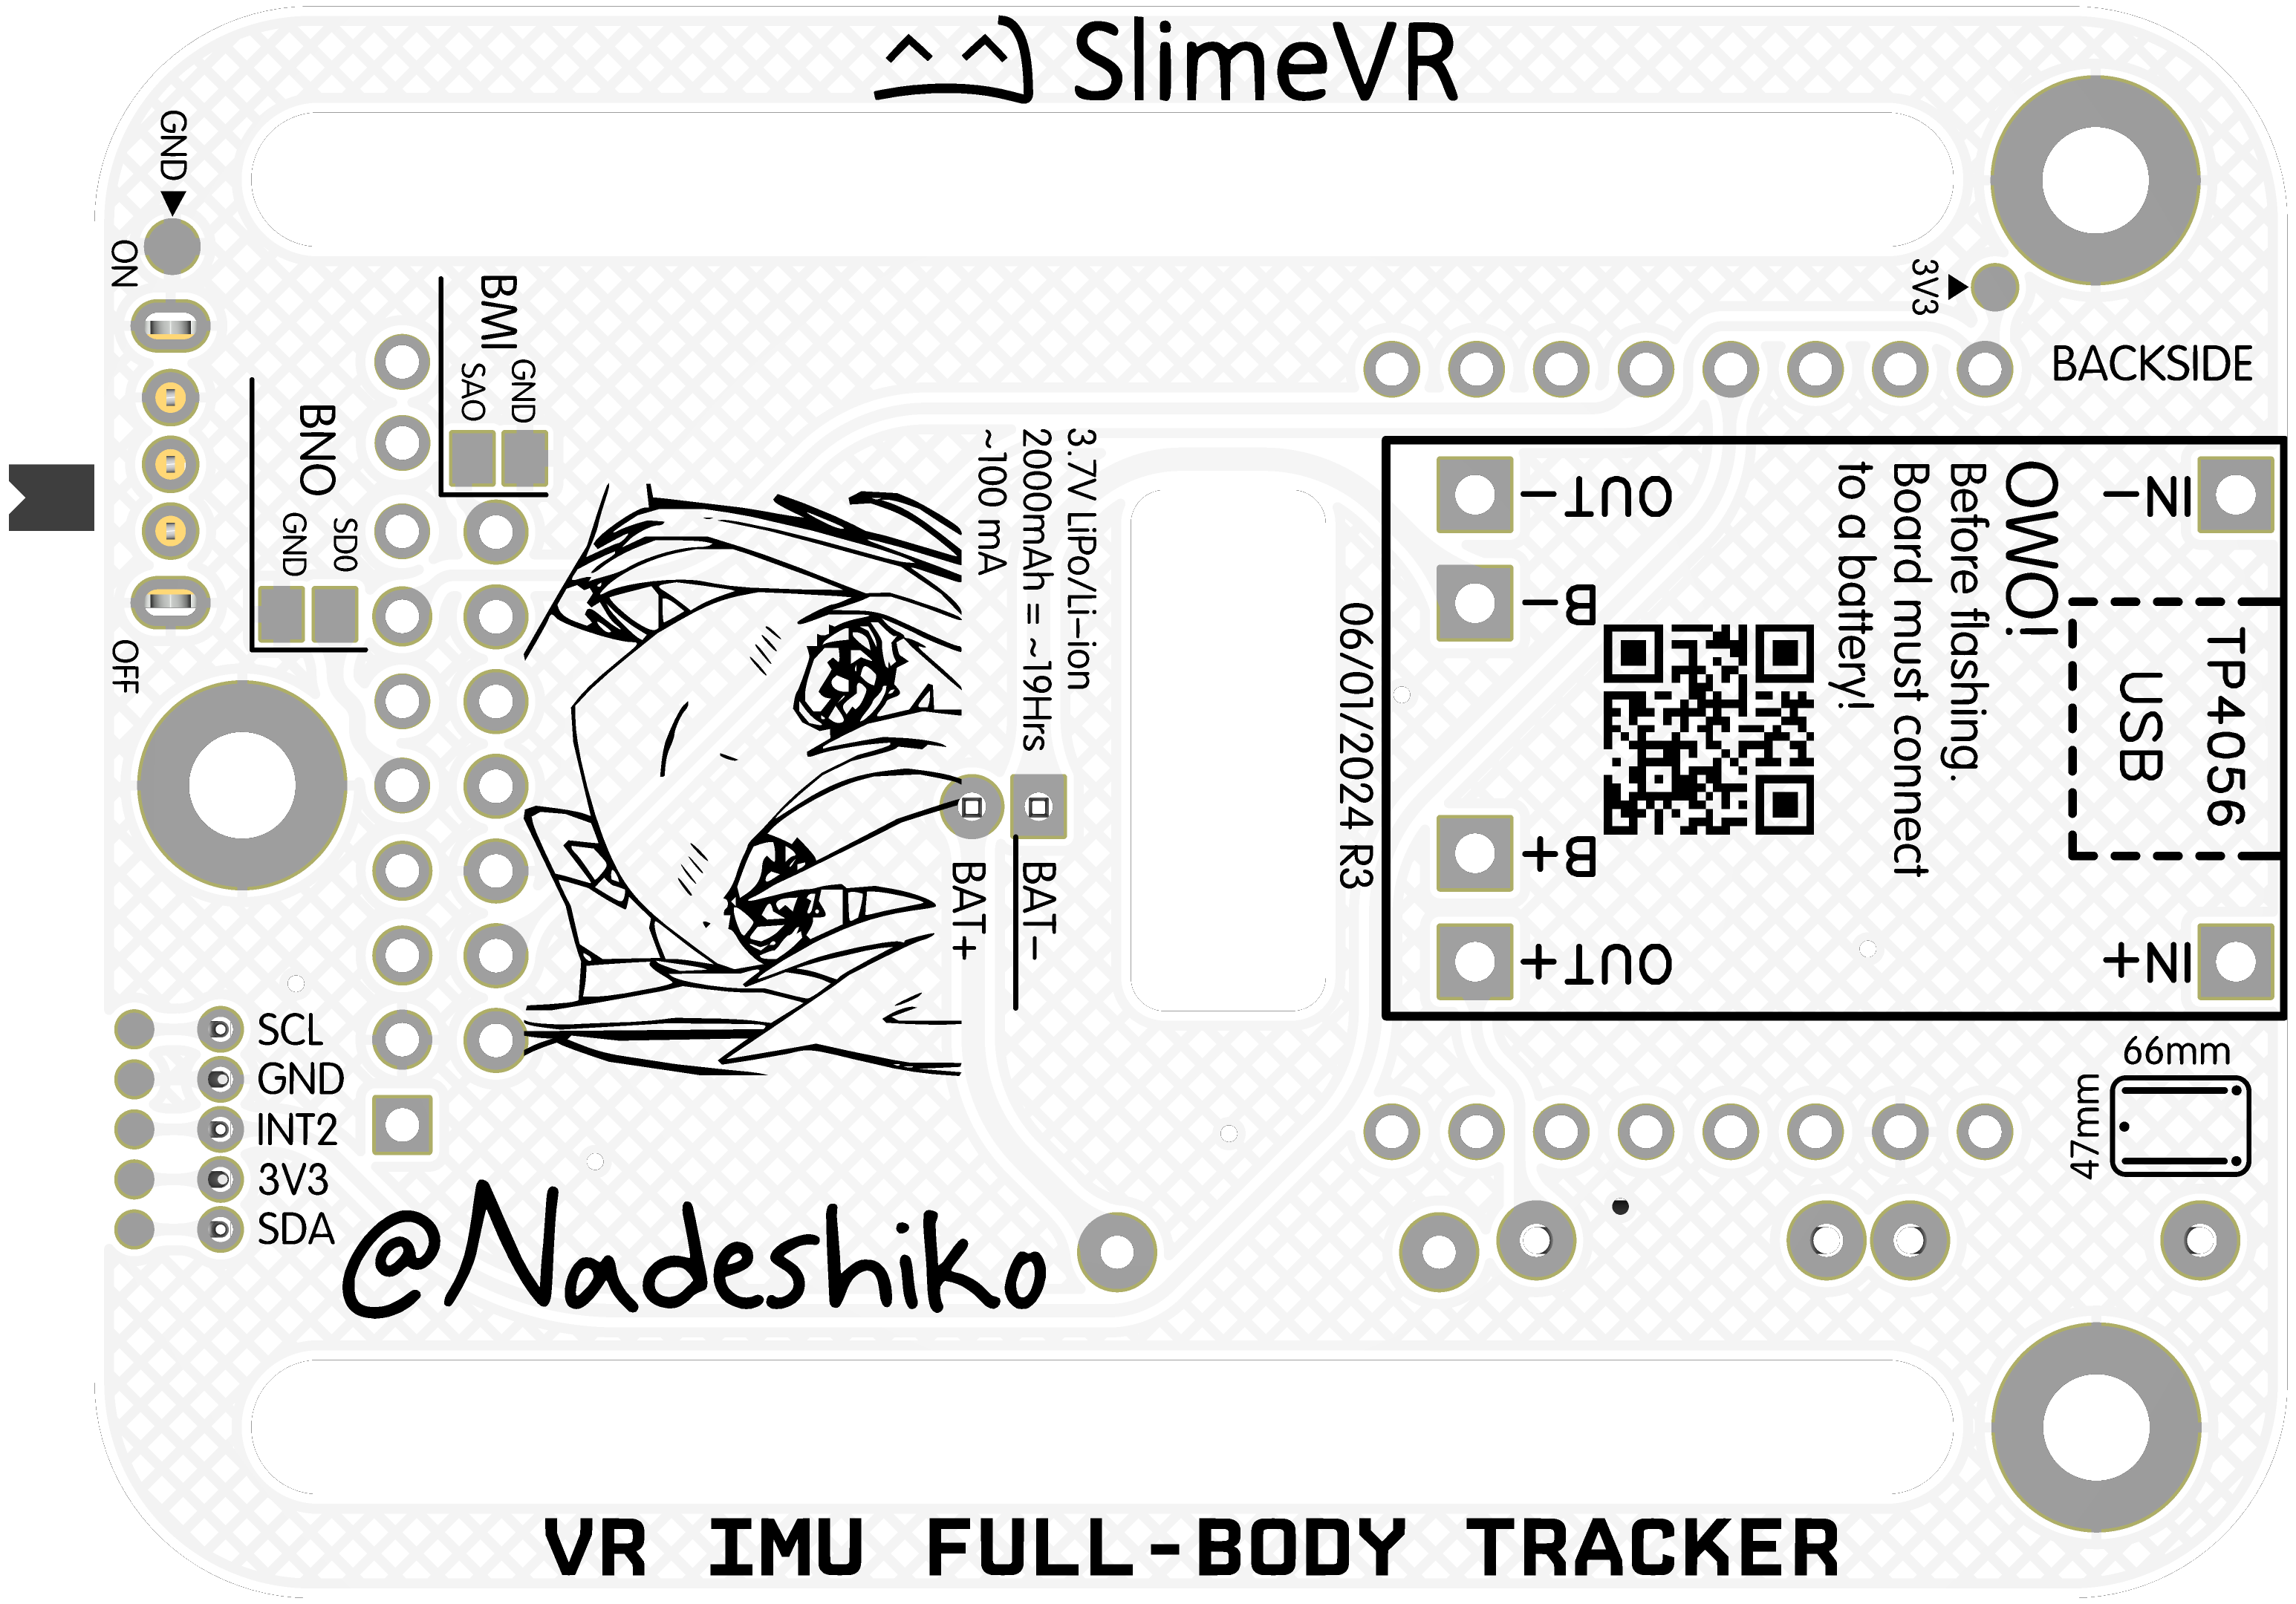 SlimeVR
GND
ON
OFF
BMI
SAO
GND
BNO
GND
SD0
3V3
BACKSIDE
3.7V LiPo/Li-ion
2000mAh = ~19Hrs
~100 mA
BAT+
BAT-
06/01/2024 R3
OUT-
B-
B+
OUT+
IN-
IN+
OWO!
Before flashing.
Board must connect
to a battery!
TP4056
USB
66mm
47mm
SCL
GND
INT2
3V3
SDA
@Nadeshiko
VR IMU FULL-BODY TRACKER